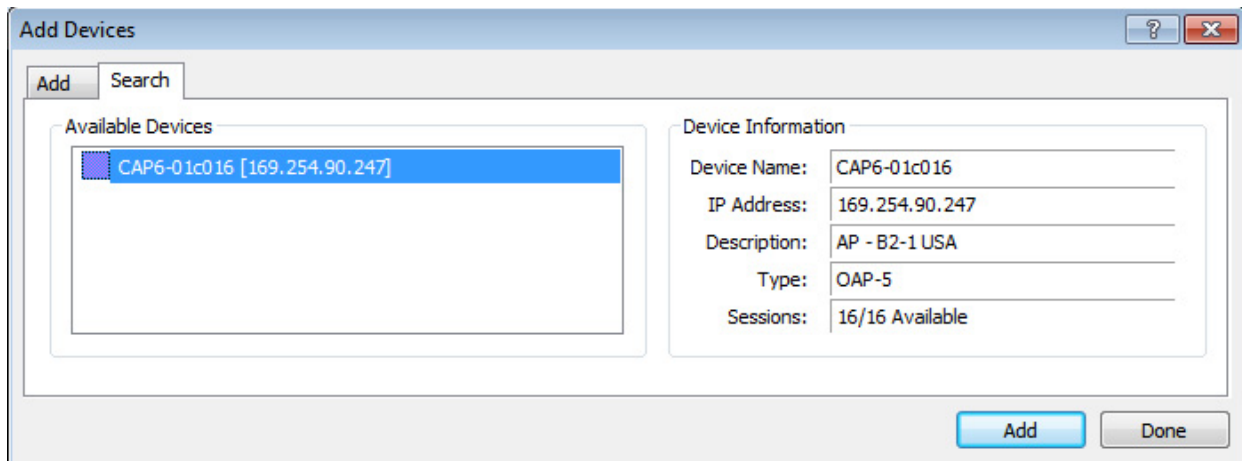 Add Devices
?
Add
Search
Available Devices
CAP6-01c016 [169.254.90.247]
Device Information
Device Name: CAP6-01c016
IP Address: 169.254.90.247
Description: AP - B2-1 USA
Type: OAP-5
Sessions: 16/16 Available
Add
Done